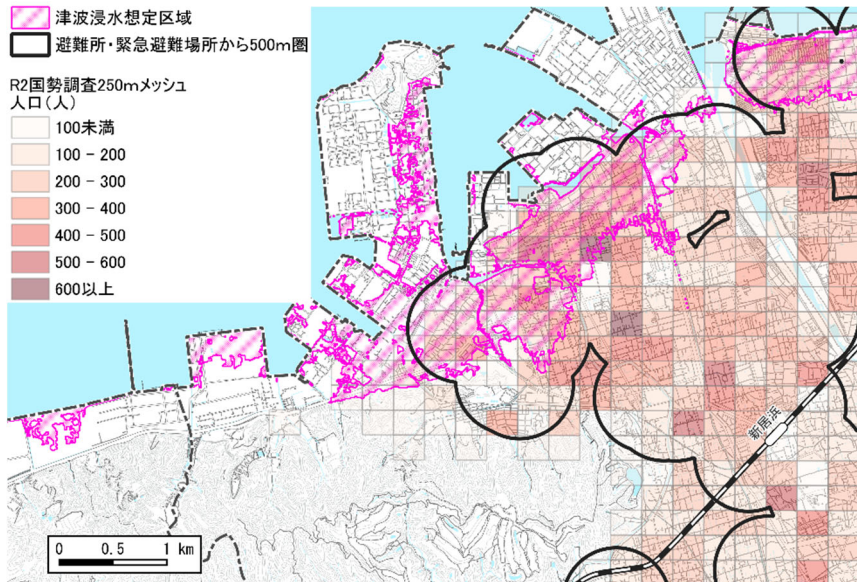 津波浸水想定区域
避難所・緊急避難場所から500m圏
R2国勢調査250mメッシュ
人口(人)
100未満
100 - 200
200 - 300
300 - 400
400 - 500
500 - 600
600以上
新居浜
0 0.5 1 km